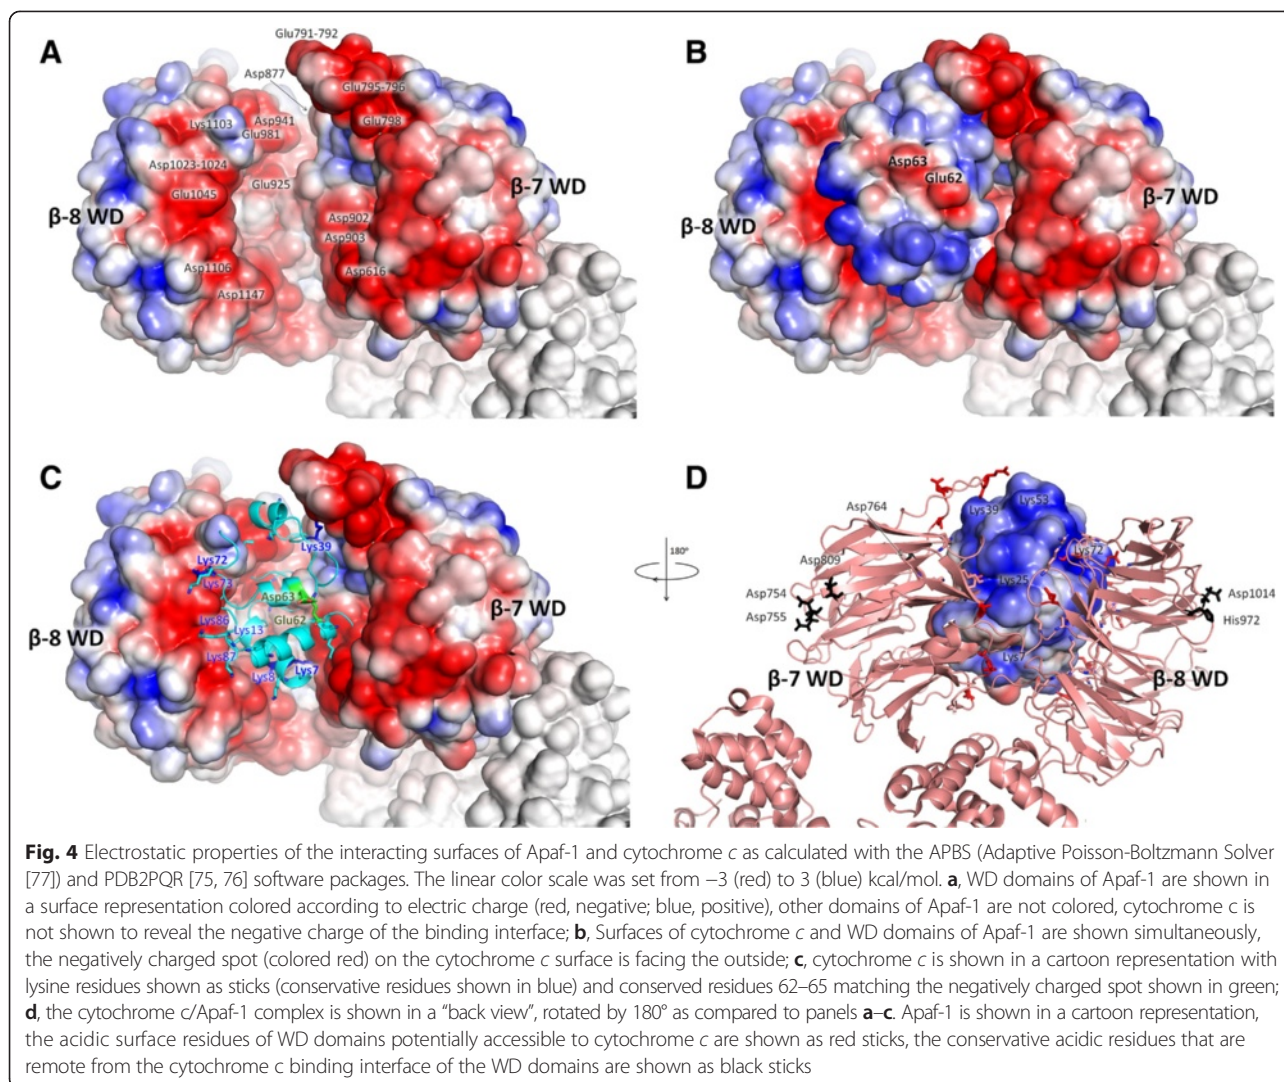 A
Glu791-792
Asp877
Glu795-796
Lys1103
Asp941
Glu798
Glu981
Asp1023-1024
Glu925
Glu1045
β-8 WD
β-7 WD
Asp902
Asp903
Asp1106
Asp616
Asp1147
B
Asp63
Glu62
β-7 WD
β-8 WD
C
Lys39
Lys72
Lys73
Asp63
Glu62
Lys86
Lys13
β-7 WD
β-8 WD
Lys87
Lys8
Lys7
180°
D
Lys53
Lys39
Asp764
Lys72
Asp809
Lys25
Asp754
Asp1014
Asp755
His972
Lys7
β-7 WD
β-8 WD
Fig. 4 Electrostatic properties of the interacting surfaces of Apaf-1 and cytochrome c as calculated with the APBS (Adaptive Poisson-Boltzmann Solver
[77]) and PDB2PQR [75, 76] software packages. The linear color scale was set from −3 (red) to 3 (blue) kcal/mol. a, WD domains of Apaf-1 are shown in
a surface representation colored according to electric charge (red, negative; blue, positive), other domains of Apaf-1 are not colored, cytochrome c is
not shown to reveal the negative charge of the binding interface; b, Surfaces of cytochrome c and WD domains of Apaf-1 are shown simultaneously,
the negatively charged spot (colored red) on the cytochrome c surface is facing the outside; c, cytochrome c is shown in a cartoon representation with
lysine residues shown as sticks (conservative residues shown in blue) and conserved residues 62–65 matching the negatively charged spot shown in green;
d, the cytochrome c/Apaf-1 complex is shown in a “back view”, rotated by 180° as compared to panels a–c. Apaf-1 is shown in a cartoon representation,
the acidic surface residues of WD domains potentially accessible to cytochrome c are shown as red sticks, the conservative acidic residues that are
remote from the cytochrome c binding interface of the WD domains are shown as black sticks